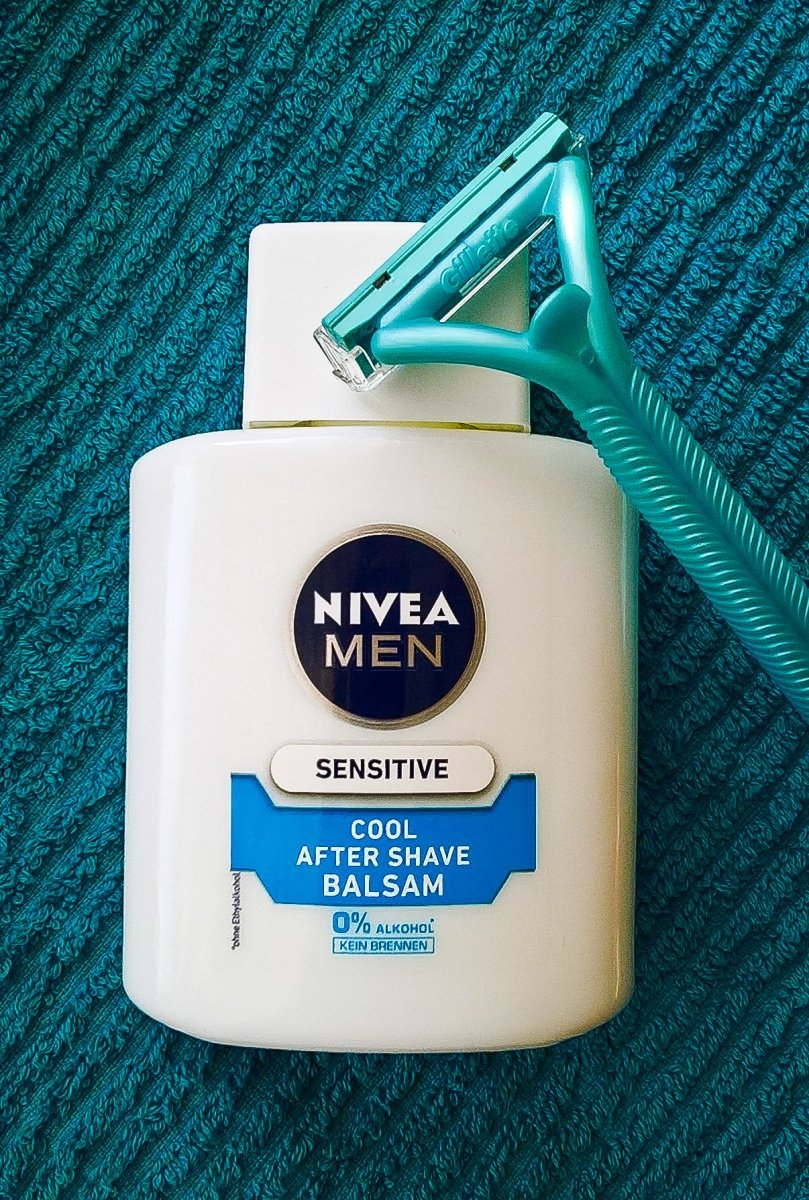 Gillette
NIVEA
MEN
SENSITIVE
COOL
AFTER SHAVE
BALSAM
0% ALKOHOL*
KEIN BRENNEN
*ohne Ethylalkohol